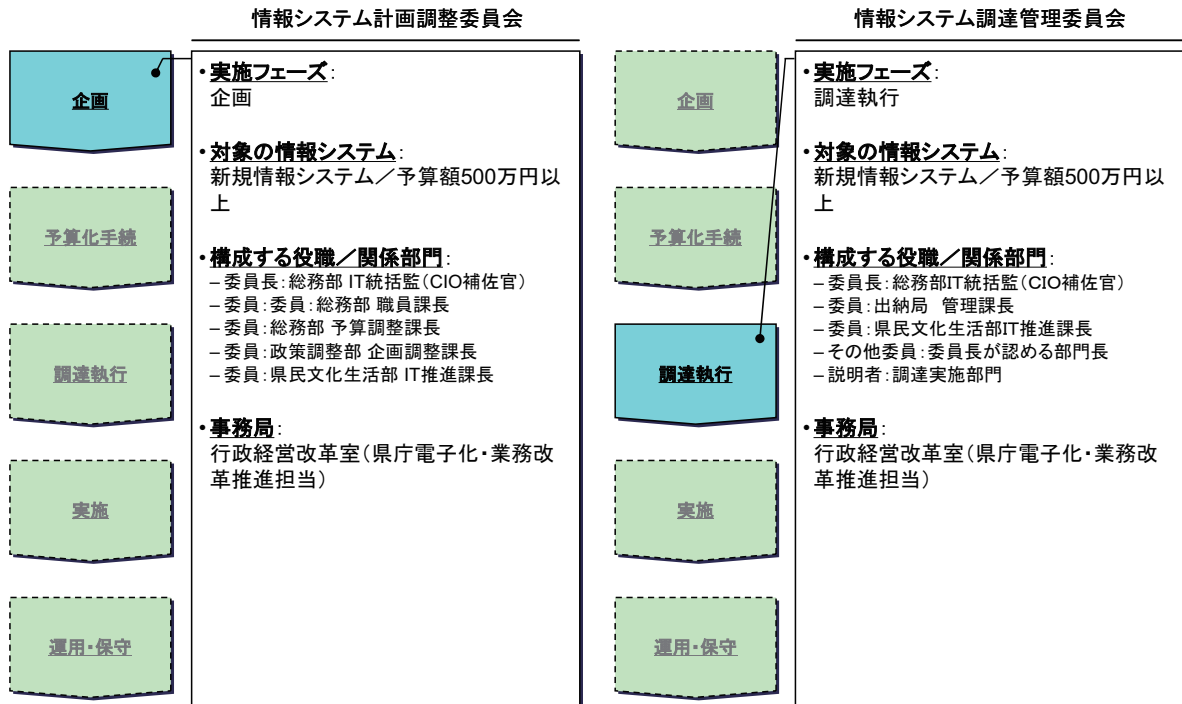 情報システム計画調整委員会
企画
予算化手続
調達執行
実施
運用・保守
・実施フェーズ:
企画
・対象の情報システム:
新規情報システム／予算額500万円以
上
・構成する役職／関係部門:
–委員長:総務部 IT統括監(CIO補佐官)
–委員:委員:総務部 職員課長
–委員:総務部 予算調整課長
–委員:政策調整部 企画調整課長
–委員:県民文化生活部 IT推進課長
・事務局:
行政経営改革室(県庁電子化・業務改
革推進担当)
情報システム調達管理委員会
企画
予算化手続
調達執行
実施
運用・保守
・実施フェーズ:
調達執行
・対象の情報システム:
新規情報システム／予算額500万円以
上
・構成する役職／関係部門:
–委員長:総務部IT統括監(CIO補佐官)
–委員:出納局　管理課長
–委員:県民文化生活部IT推進課長
–その他委員:委員長が認める部門長
–説明者:調達実施部門
・事務局:
行政経営改革室(県庁電子化・業務改
革推進担当)